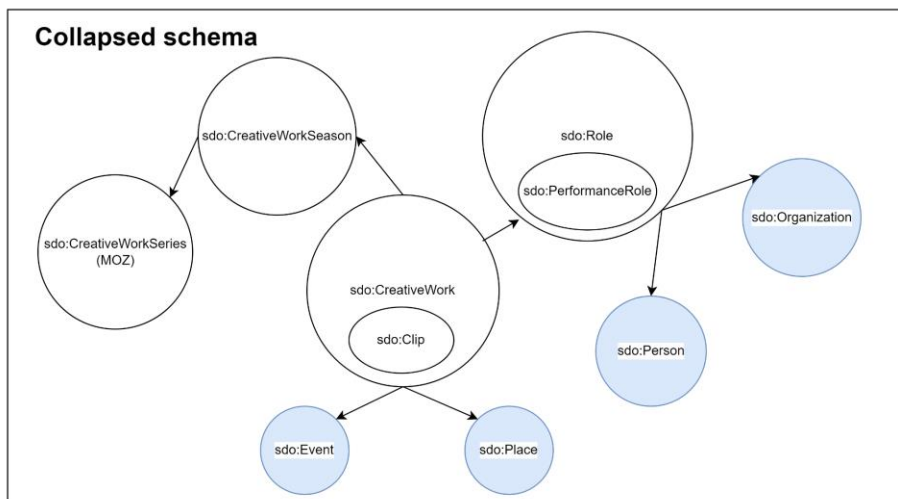 Collapsed schema
sdo:CreativeWorkSeason
sdo:Role
sdo:PerformanceRole
sdo:Organization
sdo:CreativeWorkSeries
(MOZ)
sdo:CreativeWork
sdo:Clip
sdo:Person
sdo:Event
sdo:Place